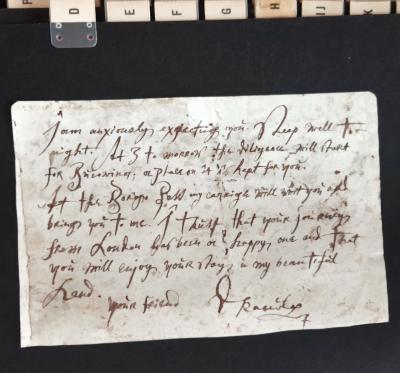 D E F G H IJ K
I am anxiously expecting you. Sleep well to
night. At 3 to morrow the diligence will start
for Bucovina; a place on it is kept for you.
At the Borgo Pass my carriage will you and
bring you to me. I trust that your journey
from London has been a happy one and that
you will enjoy your stay in my beautiful
Land.
your friend Dracula